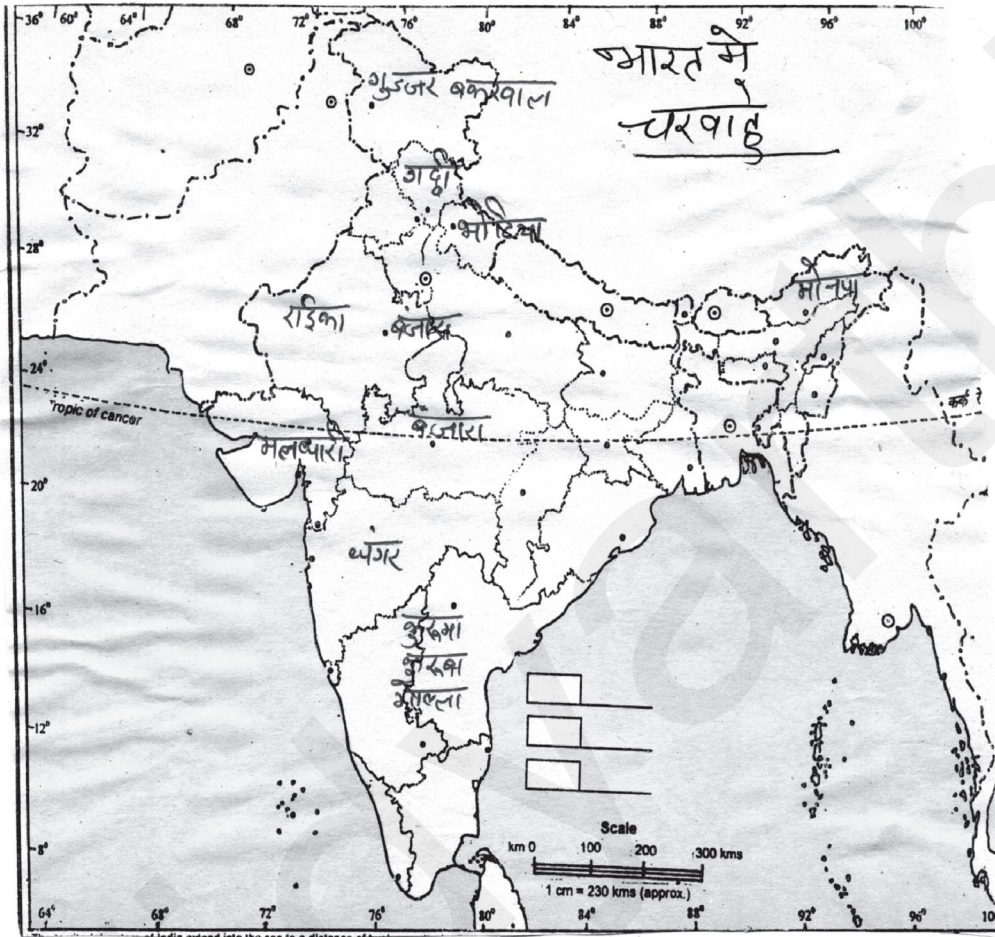 36° 68° 72° 76° 80° 84° 88° 92° 96° 100°
64° 60°
भारत में
चरवाहे
गुज्जर बकरवाल
32°
गद्दी
भोटिया
28°
मोनपा
राईका
बंजारा
24°
Tropic of cancer
कर्क रे
बंजारा
मलधारी
20°
धंगर
16°
कुरूमा
कुरूबा
गोल्ला
12°
Scale
km 0 100 200 300 kms
8°
1 cm = 230 kms (approx.)
64° 68° 72° 76° 80° 84° 88° 92° 96° 10